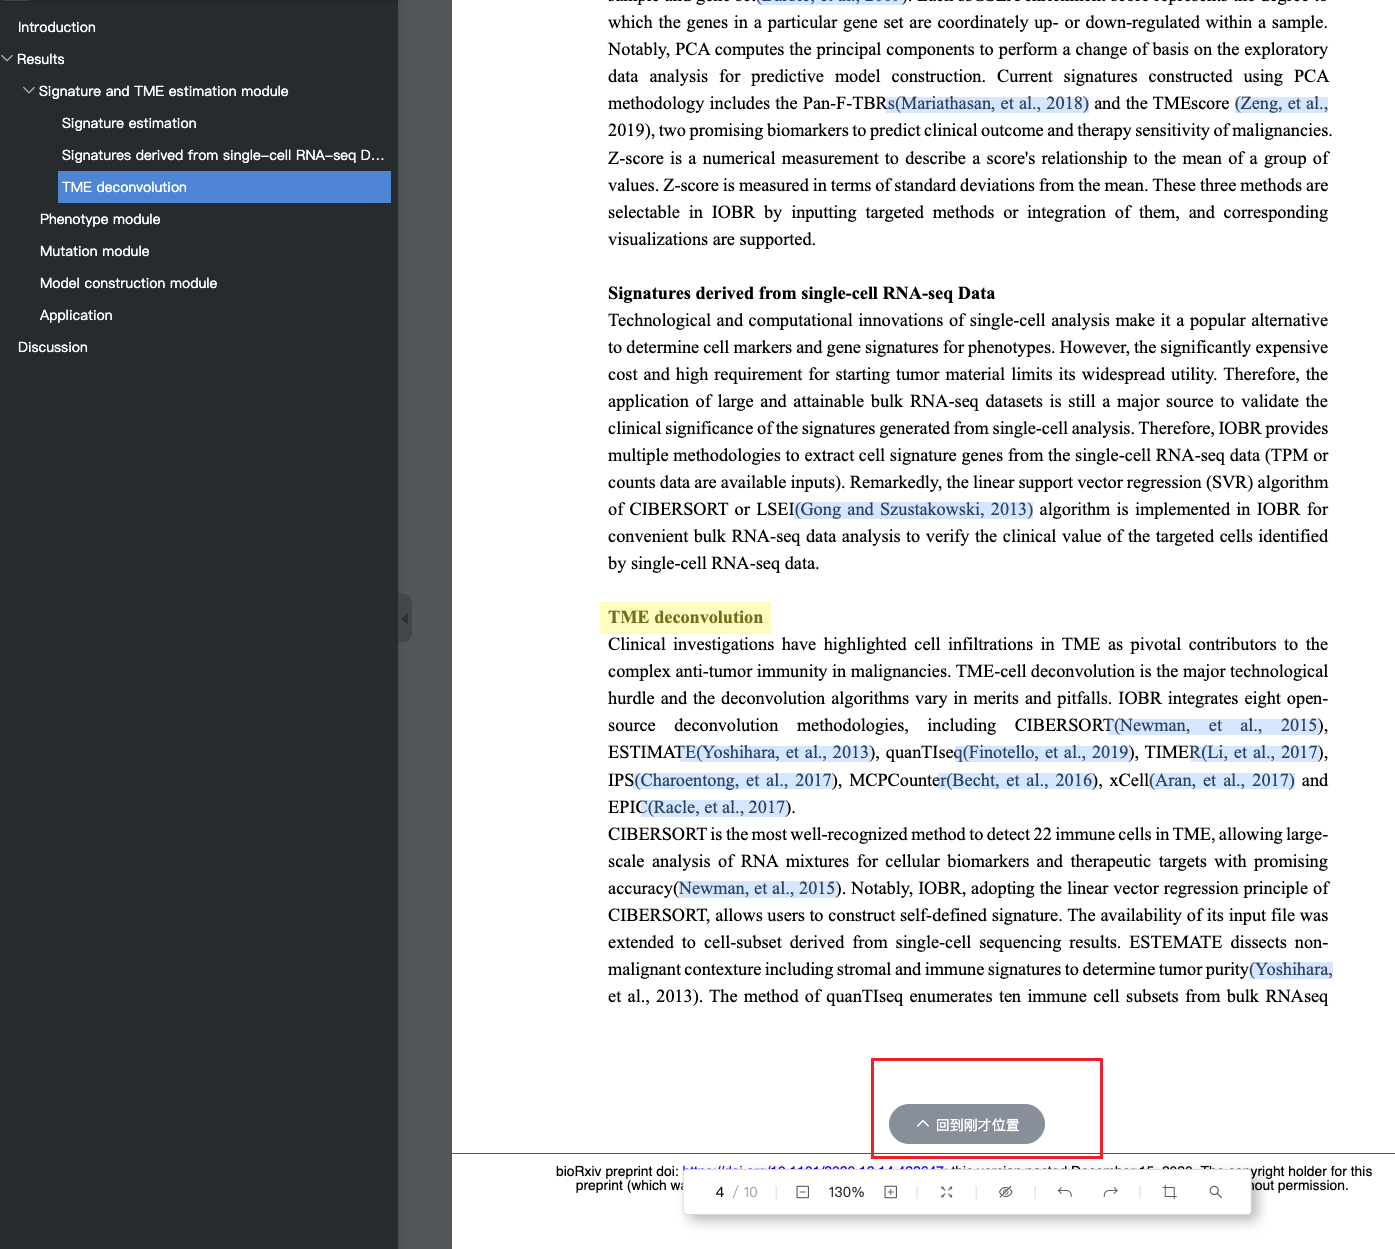 Introduction
Results
Signature and TME estimation module
Signature estimation
Signatures derived from single-cell RNA-seq D...
TME deconvolution
Phenotype module
Mutation module
Model construction module
Application
Discussion
which the genes in a particular gene set are coordinately up- or down-regulated within a sample.
Notably, PCA computes the principal components to perform a change of basis on the exploratory
data analysis for predictive model construction. Current signatures constructed using PCA
methodology includes the Pan-F-TBRs(Mariathasan, et al., 2018) and the TMEscore (Zeng, et al.,
2019), two promising biomarkers to predict clinical outcome and therapy sensitivity of malignancies.
Z-score is a numerical measurement to describe a score's relationship to the mean of a group of
values. Z-score is measured in terms of standard deviations from the mean. These three methods are
selectable in IOBR by inputting targeted methods or integration of them, and corresponding
visualizations are supported.
Signatures derived from single-cell RNA-seq Data
Technological and computational innovations of single-cell analysis make it a popular alternative
to determine cell markers and gene signatures for phenotypes. However, the significantly expensive
cost and high requirement for starting tumor material limits its widespread utility. Therefore, the
application of large and attainable bulk RNA-seq datasets is still a major source to validate the
clinical significance of the signatures generated from single-cell analysis. Therefore, IOBR provides
multiple methodologies to extract cell signature genes from the single-cell RNA-seq data (TPM or
counts data are available inputs). Remarkedly, the linear support vector regression (SVR) algorithm
of CIBERSORT or LSEI(Gong and Szustakowski, 2013) algorithm is implemented in IOBR for
convenient bulk RNA-seq data analysis to verify the clinical value of the targeted cells identified
by single-cell RNA-seq data.
TME deconvolution
Clinical investigations have highlighted cell infiltrations in TME as pivotal contributors to the
complex anti-tumor immunity in malignancies. TME-cell deconvolution is the major technological
hurdle and the deconvolution algorithms vary in merits and pitfalls. IOBR integrates eight open-
source deconvolution methodologies, including CIBERSORT(Newman, et al., 2015),
ESTIMATE(Yoshihara, et al., 2013), quanTIseq(Finotello, et al., 2019), TIMER(Li, et al., 2017),
IPS(Charoentong, et al., 2017), MCPCounter(Becht, et al., 2016), xCell(Aran, et al., 2017) and
EPIC(Racle, et al., 2017).
CIBERSORT is the most well-recognized method to detect 22 immune cells in TME, allowing large-
scale analysis of RNA mixtures for cellular biomarkers and therapeutic targets with promising
accuracy(Newman, et al., 2015). Notably, IOBR, adopting the linear vector regression principle of
CIBERSORT, allows users to construct self-defined signature. The availability of its input file was
extended to cell-subset derived from single-cell sequencing results. ESTEMATE dissects non-
malignant contexture including stromal and immune signatures to determine tumor purity(Yoshihara,
et al., 2013). The method of quanTIseq enumerates ten immune cell subsets from bulk RNAseq
回到刚才位置
bioRxiv preprint doi: copyright holder for this
preprint (which permission.
4 / 10 130%